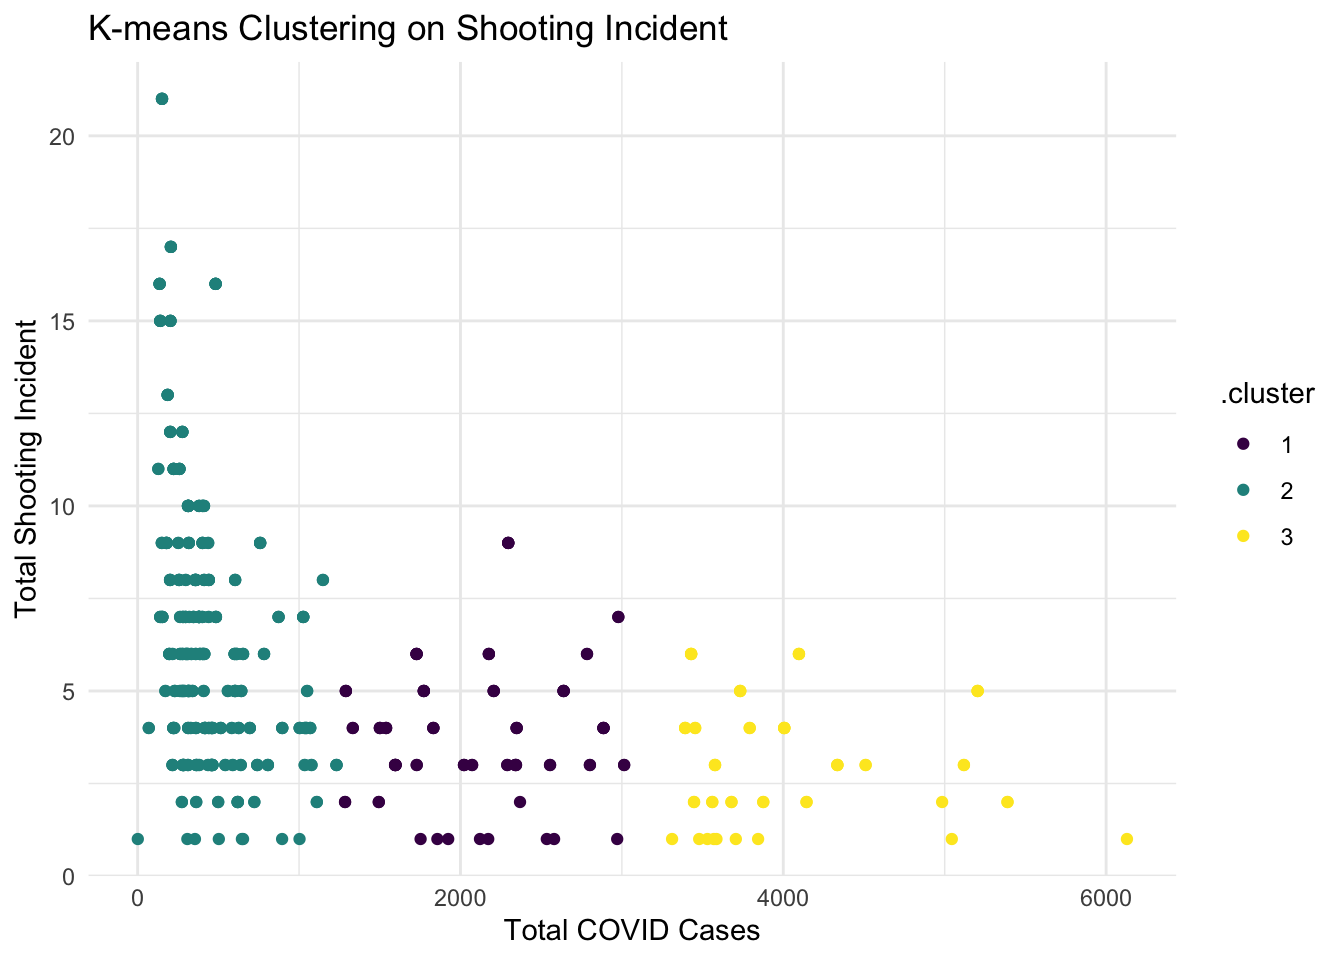 K-means Clustering on Shooting Incident
Total Shooting Incident
20
15
10
5
0
0 2000 4000 6000
Total COVID Cases
.cluster
1
2
3